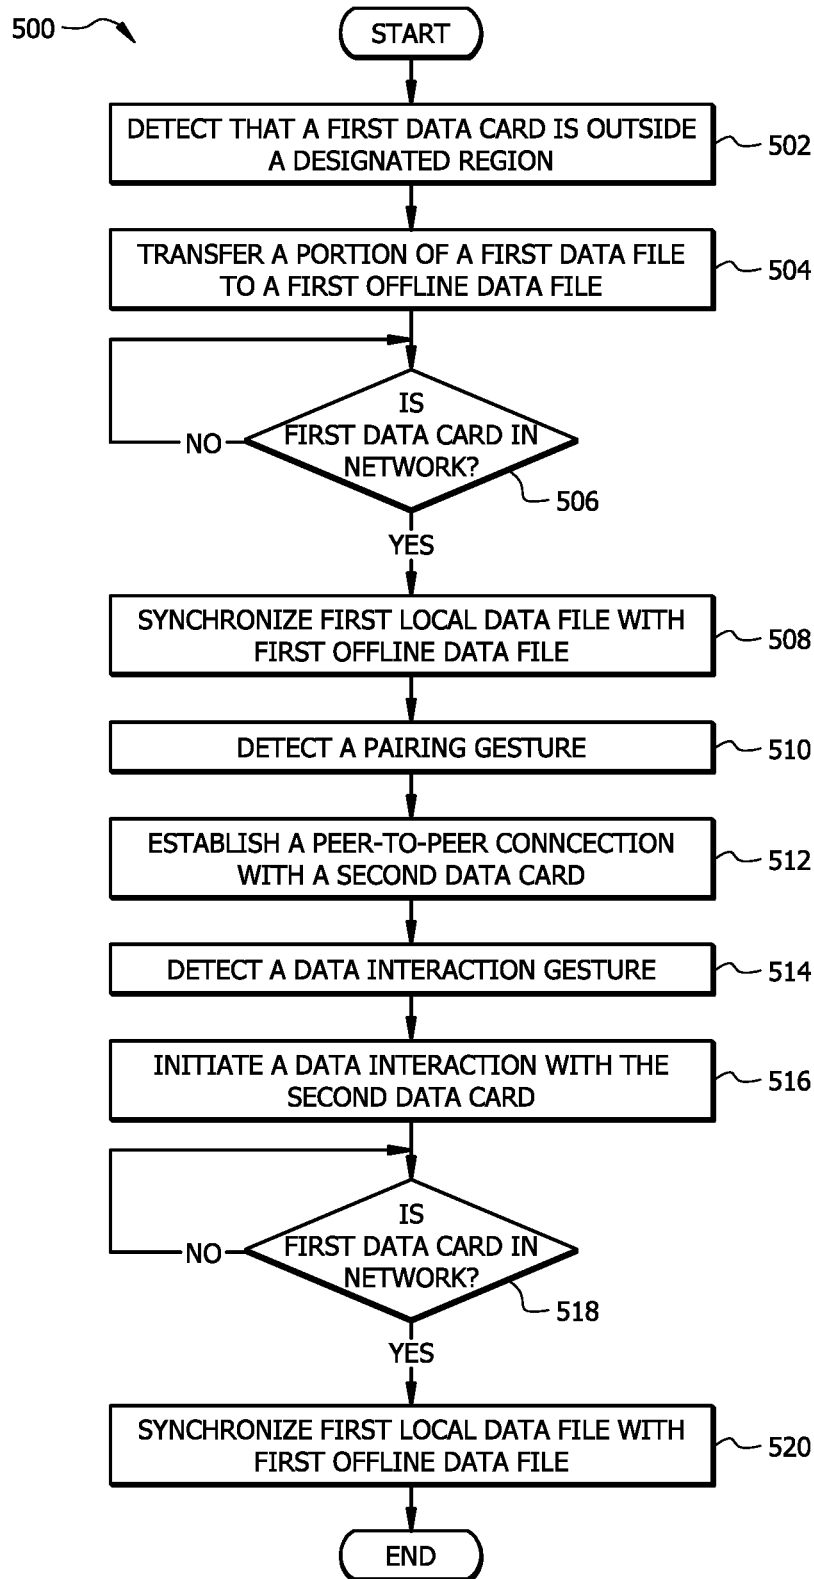 500
START
DETECT THAT A FIRST DATA CARD IS OUTSIDE
A DESIGNATED REGION
502
TRANSFER A PORTION OF A FIRST DATA FILE
TO A FIRST OFFLINE DATA FILE
504
IS
FIRST DATA CARD IN
NETWORK?
NO
506
YES
SYNCHRONIZE FIRST LOCAL DATA FILE WITH
FIRST OFFLINE DATA FILE
508
DETECT A PAIRING GESTURE
510
ESTABLISH A PEER-TO-PEER CONNCECTION
WITH A SECOND DATA CARD
512
DETECT A DATA INTERACTION GESTURE
514
INITIATE A DATA INTERACTION WITH THE
SECOND DATA CARD
516
IS
FIRST DATA CARD IN
NETWORK?
NO
518
YES
SYNCHRONIZE FIRST LOCAL DATA FILE WITH
FIRST OFFLINE DATA FILE
520
END